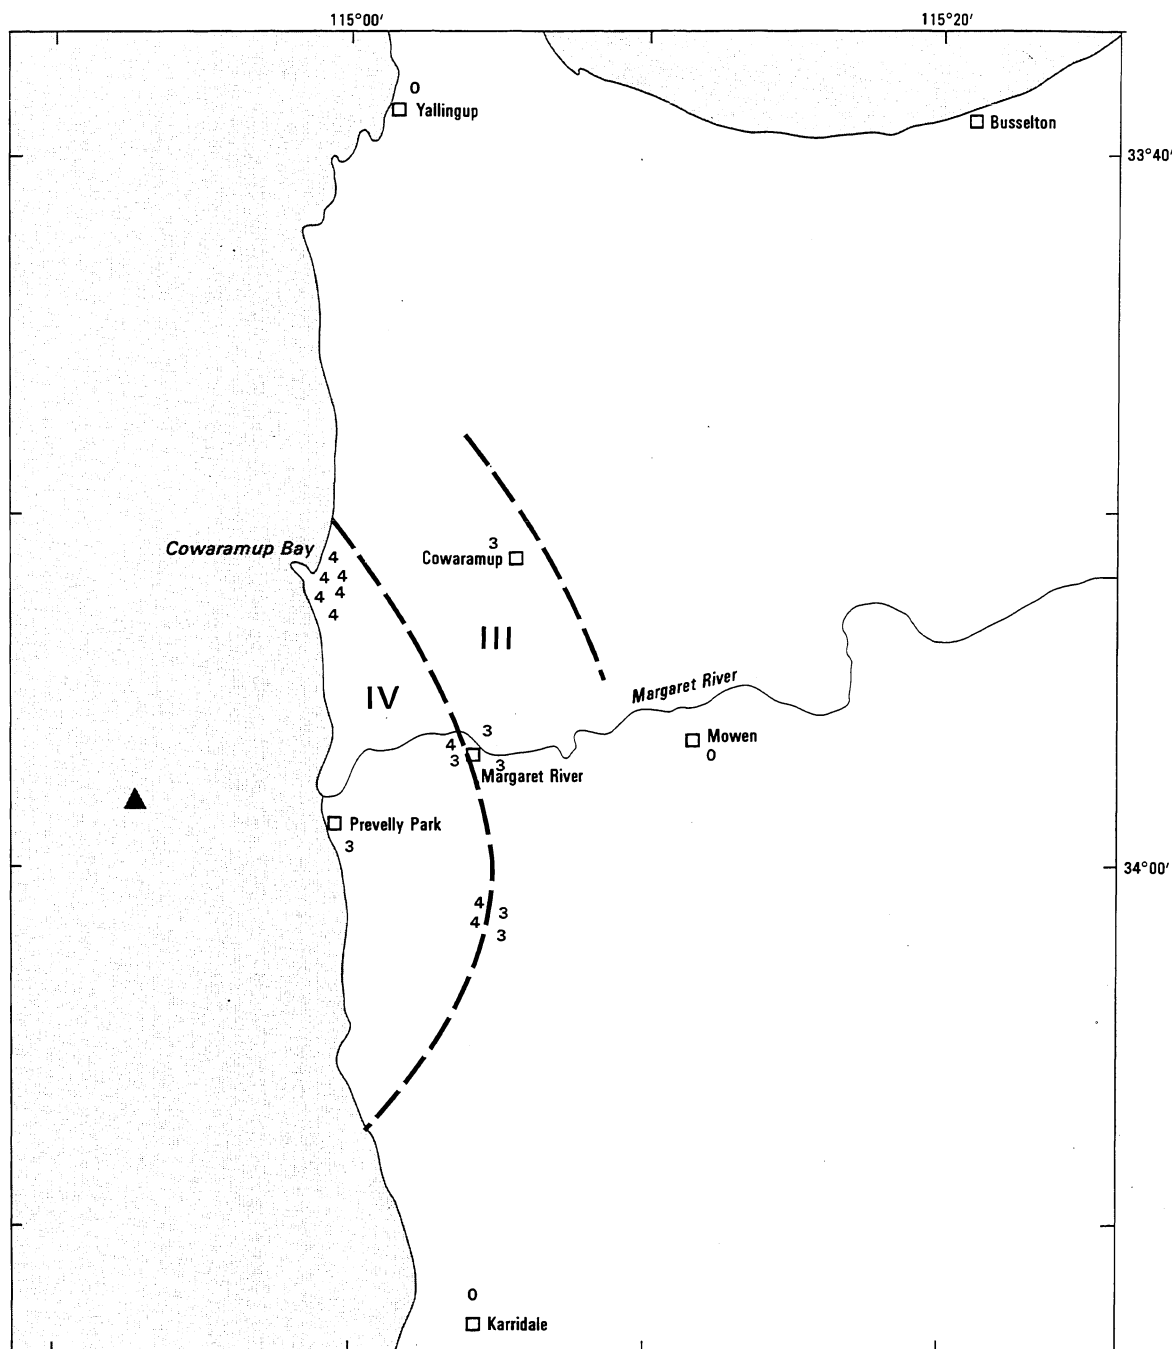 115°00'
115°20'
0
Yallingup
Busselton
33°40'
3
Cowaramup Bay
4
Cowaramup
4 4
4 4
4
III
IV
Margaret River
3
4
Mowen
3 3
0
Margaret River
Prevelly Park
3
34°00'
4 3
4 3
0
Karridale